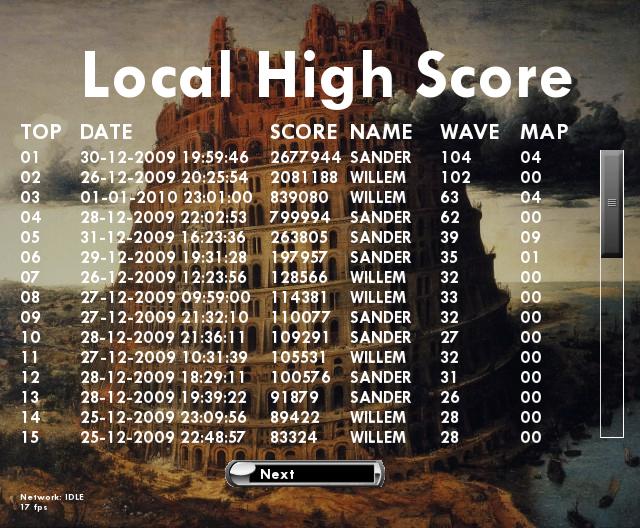 Local High Score
TOP DATE SCORE NAME WAVE MAP
01 30-12-2009 19:59:46 2677944 SANDER 104 04
02 26-12-2009 20:25:54 2081188 WILLEM 102 00
03 01-01-2010 23:01:00 839080 WILLEM 63 04
04 28-12-2009 22:02:53 799994 SANDER 62 00
05 31-12-2009 16:23:36 263805 SANDER 39 09
06 29-12-2009 19:31:28 197957 SANDER 35 01
07 26-12-2009 12:23:56 128566 WILLEM 32 00
08 27-12-2009 09:59:00 114381 WILLEM 33 00
09 27-12-2009 21:32:10 110077 SANDER 32 00
10 28-12-2009 21:36:11 109291 SANDER 27 00
11 27-12-2009 10:31:39 105531 WILLEM 32 00
12 28-12-2009 18:29:11 100576 SANDER 31 00
13 28-12-2009 19:39:22 91879 SANDER 26 00
14 25-12-2009 23:09:56 89422 WILLEM 28 00
15 25-12-2009 22:48:57 83324 WILLEM 28 00
Next
Network: IDLE
17 fps